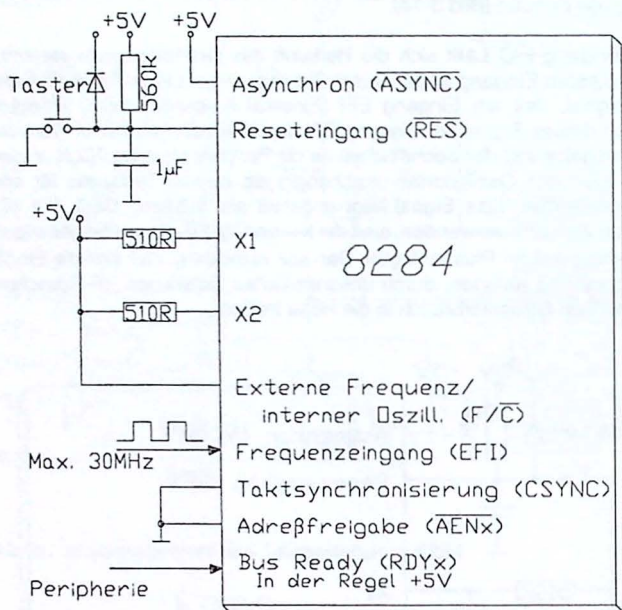 +5V +5V
Taster
560k
1µF
Asynchron (ASYNC)
Reseteingang (RES)
+5V
510R X1
8284
510R X2
Externe Frequenz/
interner Oszill. (F/C)
Max. 30MHz
Frequenzeingang (EFI)
Taktsynchronisierung (CSYNC)
Adreßfreigabe (AENx)
Bus Ready (RDYx)
In der Regel +5V
Peripherie